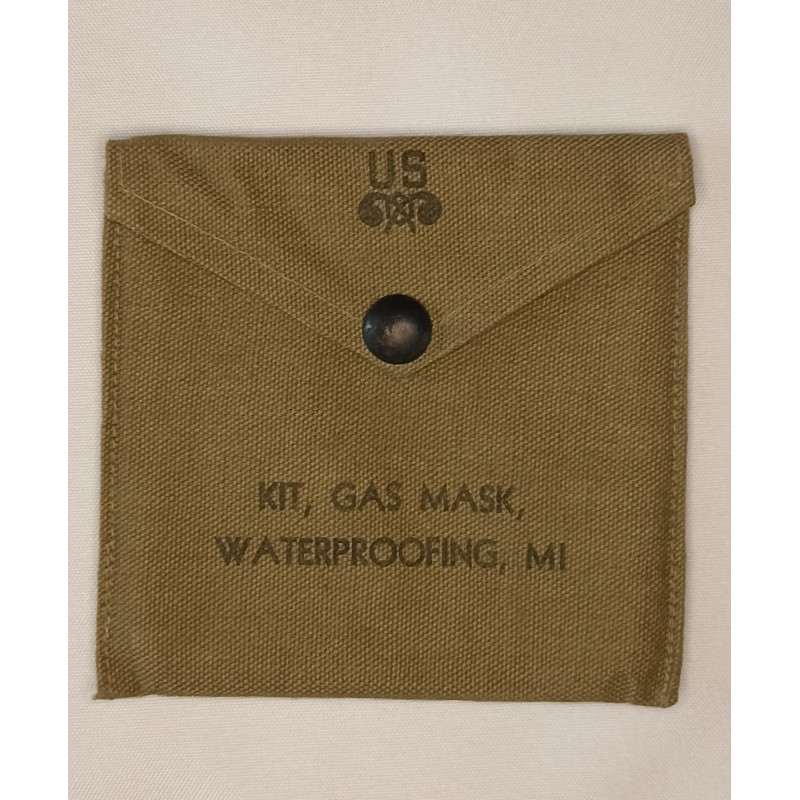 US
KIT, GAS MASK,
WATERPROOFING, M1